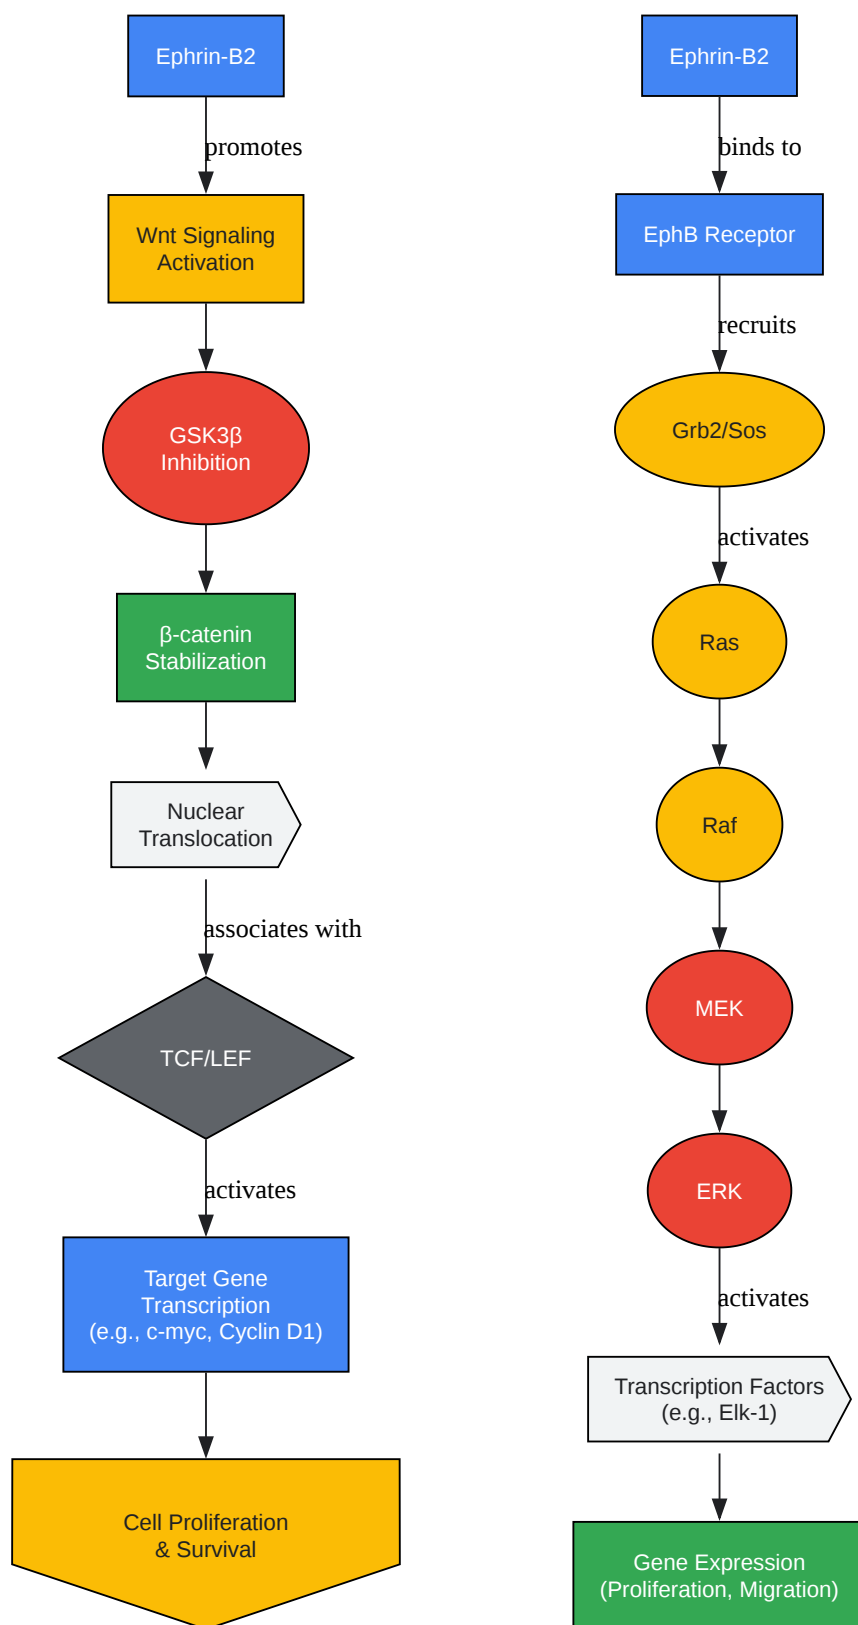 Ephrin-B2
promotes
Wnt Signaling
Activation
GSK3β
Inhibition
β-catenin
Stabilization
Nuclear
Translocation
associates with
TCF/LEF
activates
Target Gene
Transcription
(e.g., c-myc, Cyclin D1)
Cell Proliferation
& Survival
Ephrin-B2
binds to
EphB Receptor
recruits
Grb2/Sos
activates
Ras
Raf
MEK
ERK
activates
Transcription Factors
(e.g., Elk-1)
Gene Expression
(Proliferation, Migration)